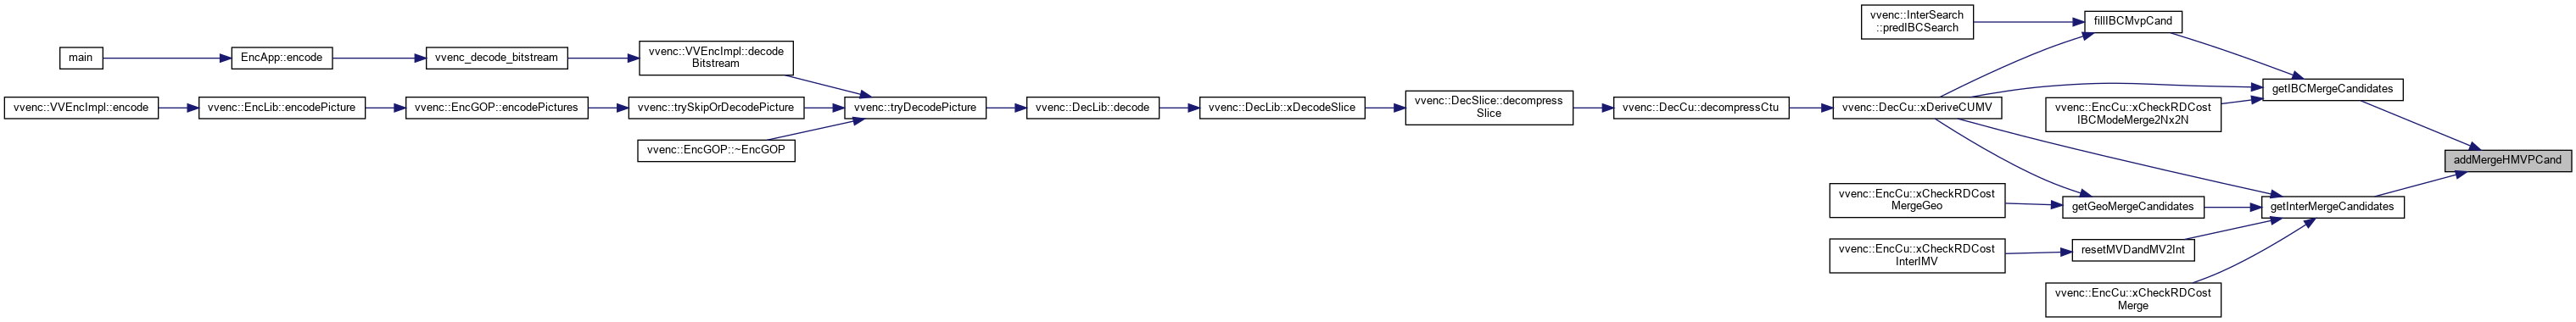 main
EncApp::encode
vvenc_decode_bitstream
vvenc::VVEncImpl::decode
Bitstream
vvenc::VVEncImpl::encode
vvenc::EncLib::encodePicture
vvenc::EncGOP::encodePictures
vvenc::trySkipOrDecodePicture
vvenc::EncGOP::~EncGOP
vvenc::tryDecodePicture
vvenc::DecLib::decode
vvenc::DecLib::xDecodeSlice
vvenc::DecSlice::decompress
Slice
vvenc::DecCu::decompressCtu
vvenc::InterSearch
::predIBCSearch
vvenc::DecCu::xDeriveCUMV
vvenc::EncCu::xCheckRDCost
MergeGeo
vvenc::EncCu::xCheckRDCost
InterIMV
fillIBCMvpCand
vvenc::EncCu::xCheckRDCost
IBCModeMerge2Nx2N
getGeoMergeCandidates
resetMVDandMV2Int
vvenc::EncCu::xCheckRDCost
Merge
getIBCMergeCandidates
getInterMergeCandidates
addMergeHMVPCand